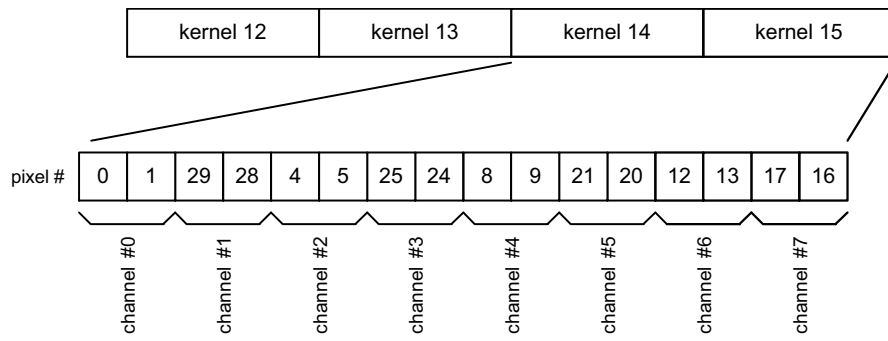 kernel 12 kernel 13 kernel 14 kernel 15
pixel # 0 1 29 28 4 5 25 24 8 9 21 20 12 13 17 16
channel #0 channel #1 channel #2 channel #3 channel #4 channel #5 channel #6 channel #7